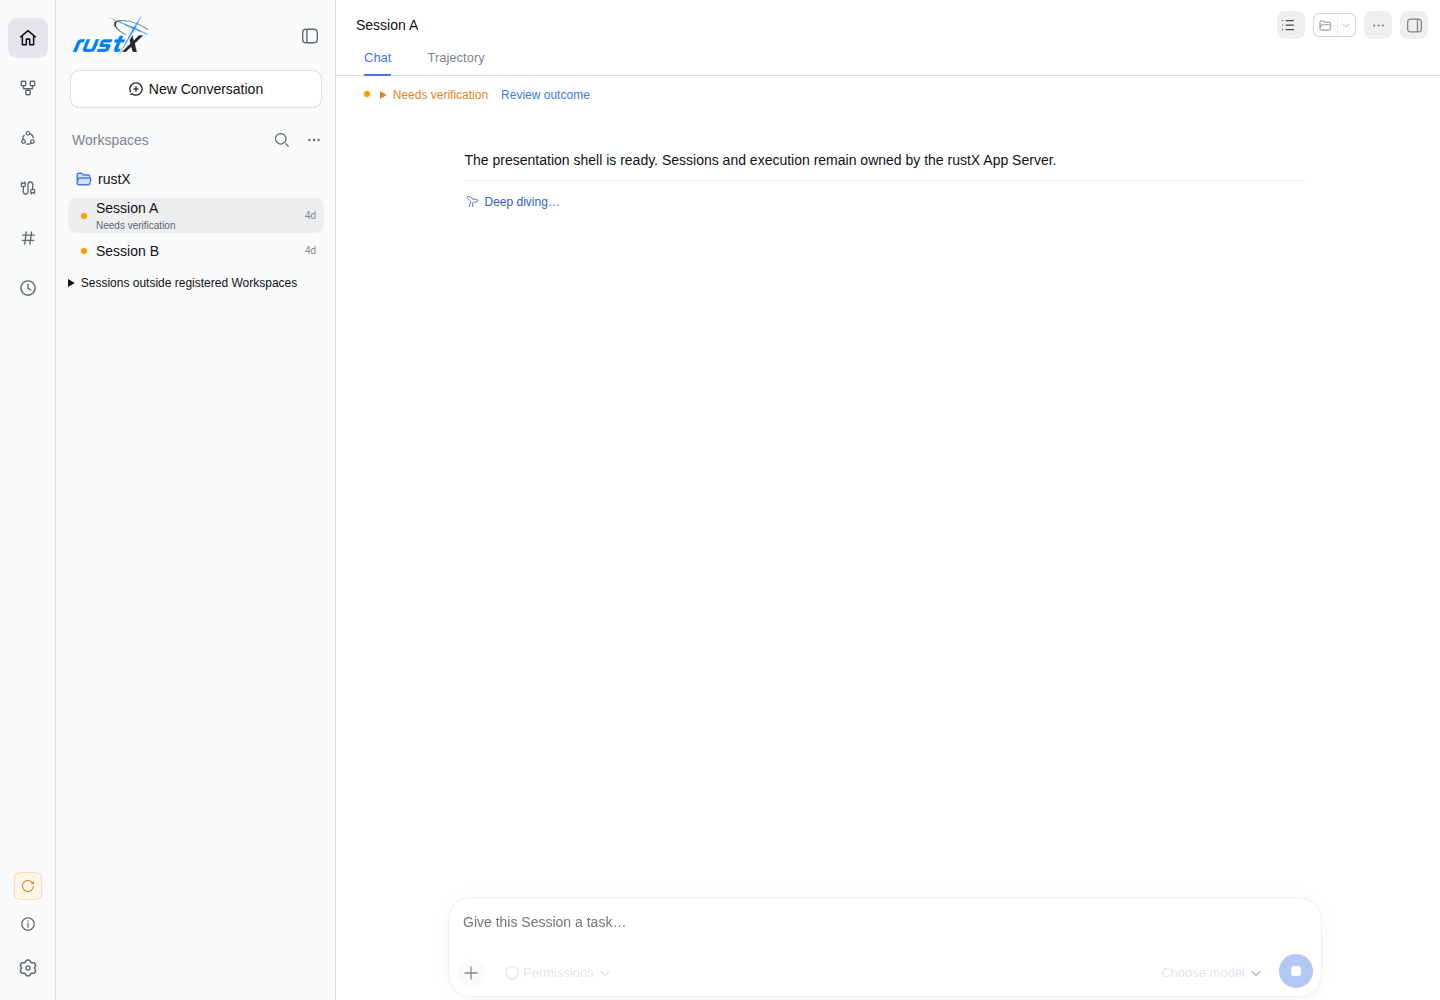 rustX
New Conversation
Workspaces
rustX
Session A
4d
Needs verification
Session B
4d
Sessions outside registered Workspaces
Session A
Chat
Trajectory
Needs verification
Review outcome
The presentation shell is ready. Sessions and execution remain owned by the rustX App Server.
Deep diving…
Give this Session a task…
Permissions
Choose model